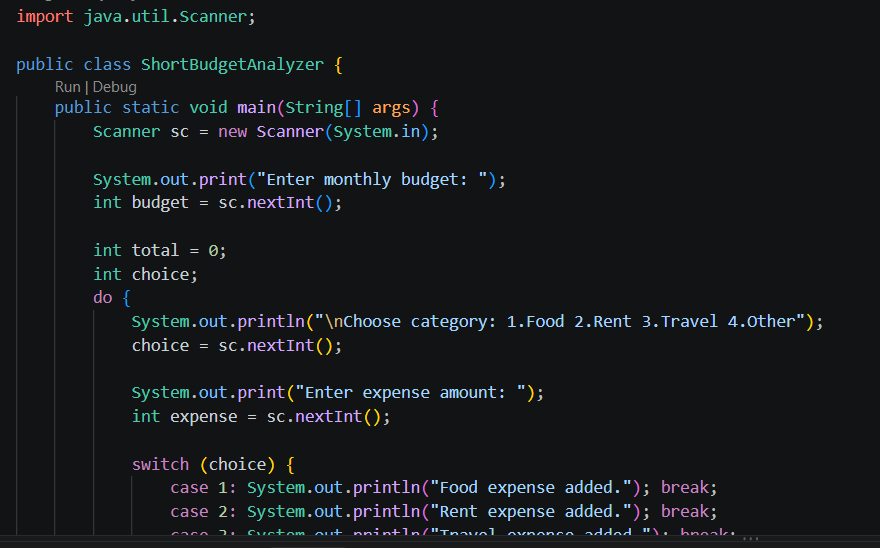 import java.util.Scanner;
public class ShortBudgetAnalyzer {
Run | Debug
public static void main(String[] args) {
Scanner sc = new Scanner(System.in);
System.out.print("Enter monthly budget: ");
int budget = sc.nextInt();
int total = 0;
int choice;
do {
System.out.println("\nChoose category: 1.Food 2.Rent 3.Travel 4.Other");
choice = sc.nextInt();
System.out.print("Enter expense amount: ");
int expense = sc.nextInt();
switch (choice) {
case 1: System.out.println("Food expense added."); break;
case 2: System.out.println("Rent expense added."); break;
case 3: System.out.println("Travel expense added."); break;